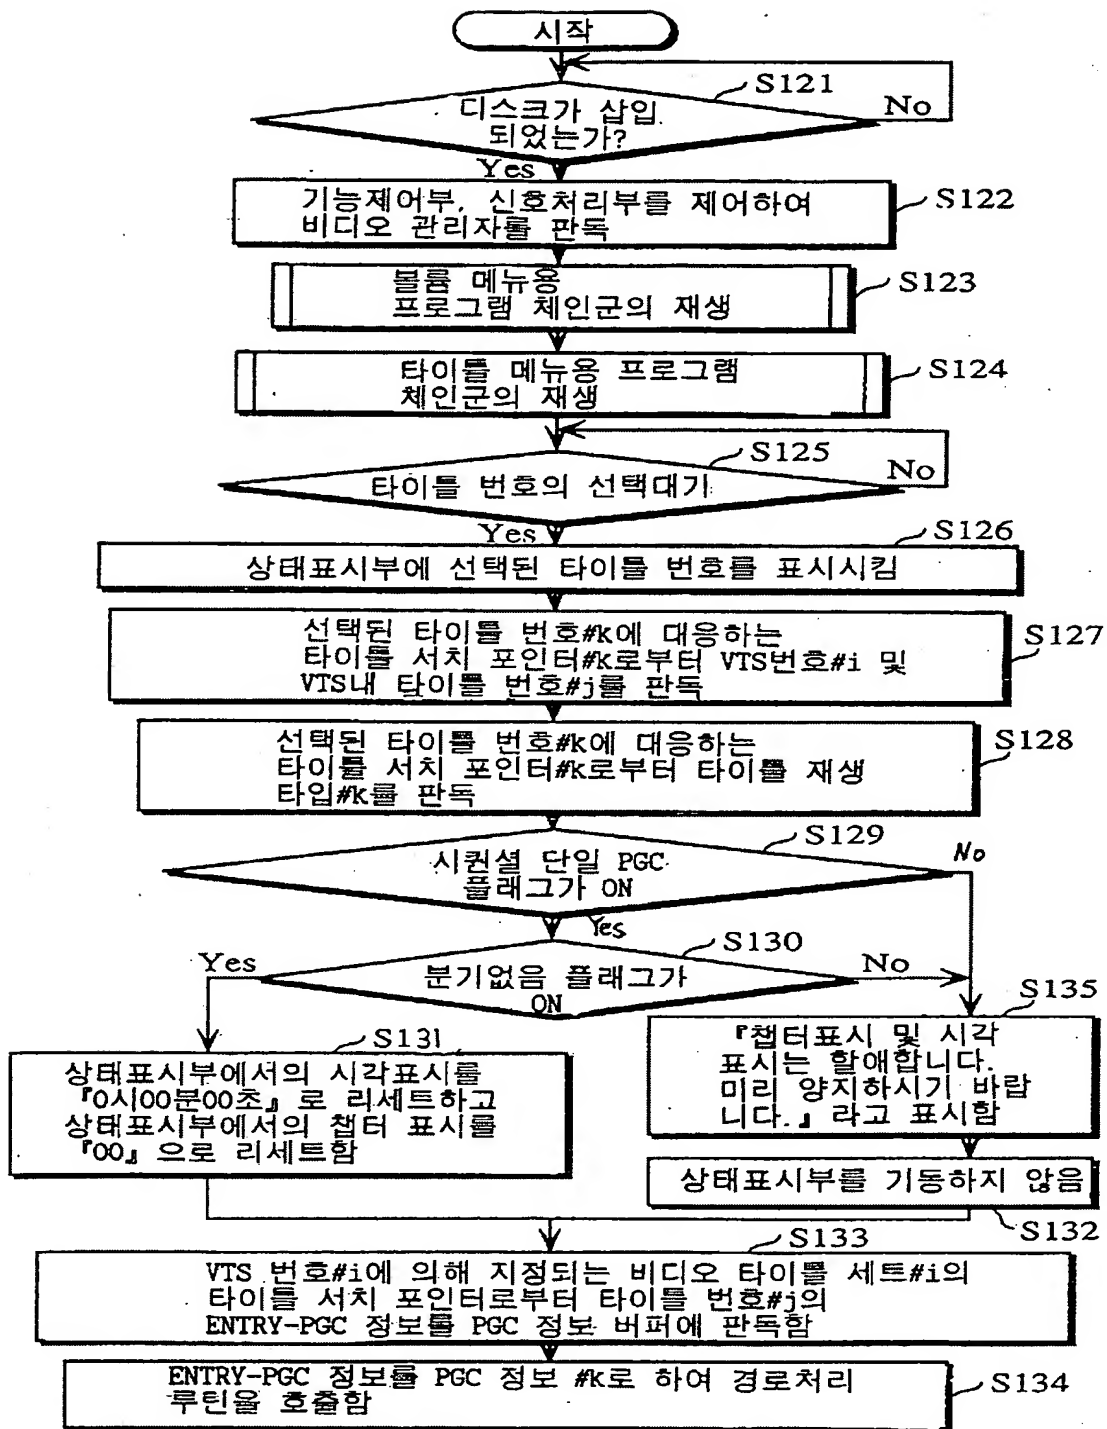 시작
S121
디스크가 삽입
되었는가?
No
Yes
기능제어부, 신호처리부를 제어하여
비디오 관리자를 판독
S122
볼륨 메뉴용
프로그램 체인군의 재생
S123
타이틀 메뉴용 프로그램
체인군의 재생
S124
S125
타이틀 번호의 선택대기
No
Yes
S126
상태표시부에 선택된 타이틀 번호를 표시시킴
선택된 타이틀 번호#k에 대응하는
타이틀 서치 포인터#k로부터 VTS번호#i 및
VTS내 타이틀 번호#j를 판독
S127
선택된 타이틀 번호#k에 대응하는
타이틀 서치 포인터#k로부터 타이틀 재생
타입#k를 판독
S128
S129
시퀀셜 단일 PGC
플래그가 ON
No
Yes
S130
Yes
분기없음 플래그가
ON
No
S131
상태표시부에서의 시각표시를
『0시00분00초』로 리세트하고
상태표시부에서의 챕터 표시를
『00』으로 리세트함
S135
『챕터표시 및 시각
표시는 할애합니다.
미리 양지하시기 바랍
니다.』라고 표시함
상태표시부를 기동하지 않음
S132
S133
VTS 번호#i에 의해 지정되는 비디오 타이틀 세트#i의
타이틀 서치 포인터로부터 타이틀 번호#j의
ENTRY-PGC 정보를 PGC 정보 버퍼에 판독함
ENTRY-PGC 정보를 PGC 정보 #k로 하여 경로처리
루틴을 호출함
S134